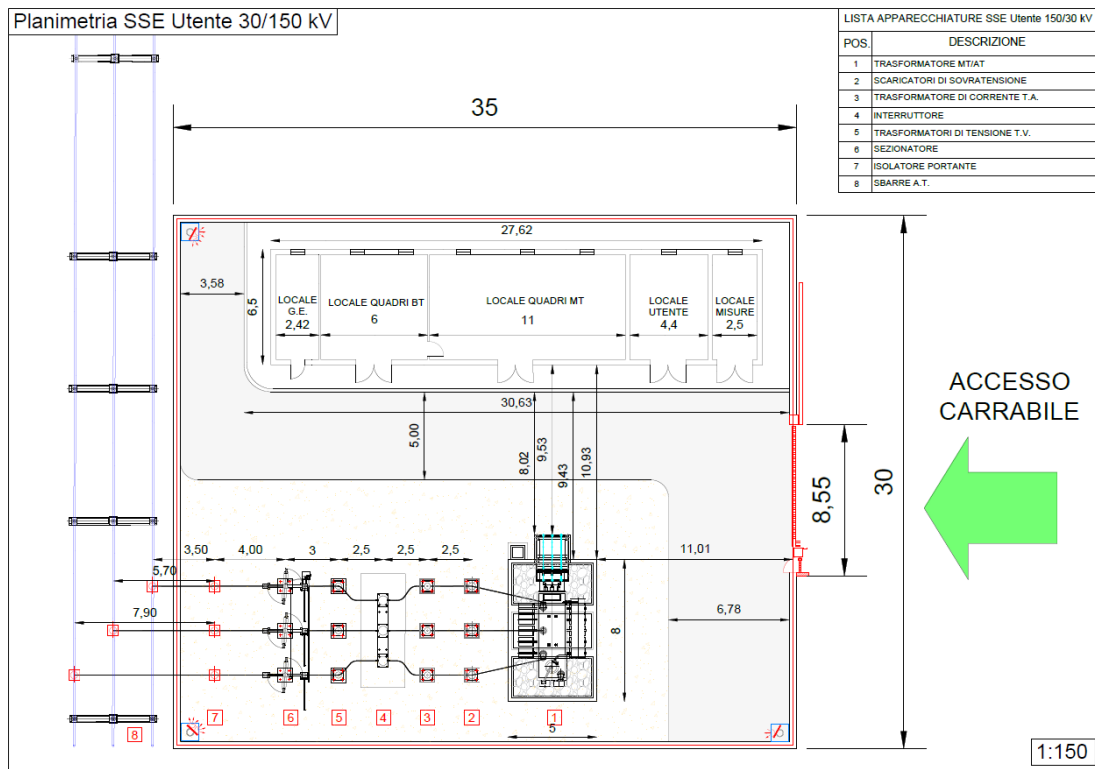 Planimetria SSE Utente 30/150 kV
LISTA APPARECCHIATURE SSE Utente 150/30 kV
POS. DESCRIZIONE
1 TRASFORMATORE MT/AT
2 SCARICATORI DI SOVRATENSIONE
3 TRASFORMATORE DI CORRENTE T.A.
4 INTERRUTTORE
5 TRASFORMATORI DI TENSIONE T.V.
6 SEZIONATORE
7 ISOLATORE PORTANTE
8 SBARRE A.T.
35
27,62
3,58
6,5
LOCALE
G.E.
2,42
LOCALE QUADRI BT
6
LOCALE QUADRI MT
11
LOCALE
UTENTE
4,4
LOCALE
MISURE
2,5
30,63
5,00
8,02
9,53
9,43
10,93
ACCESSO
CARRABILE
8,55
30
3,50
4,00
3
2,5
2,5
2,5
11,01
5,70
7,90
6,78
8
5
8
7
6
5
4
3
2
1
1:150